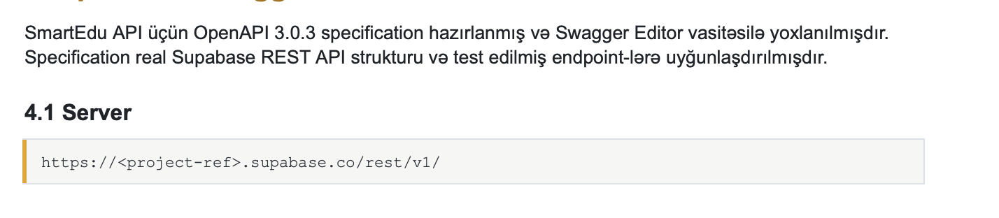 SmartEdu API üçün OpenAPI 3.0.3 specification hazırlanmış və Swagger Editor vasitəsilə yoxlanılmışdır.
Specification real Supabase REST API strukturu və test edilmiş endpoint-lərə uyğunlaşdırılmışdır.
4.1 Server
https://<project-ref>.supabase.co/rest/v1/